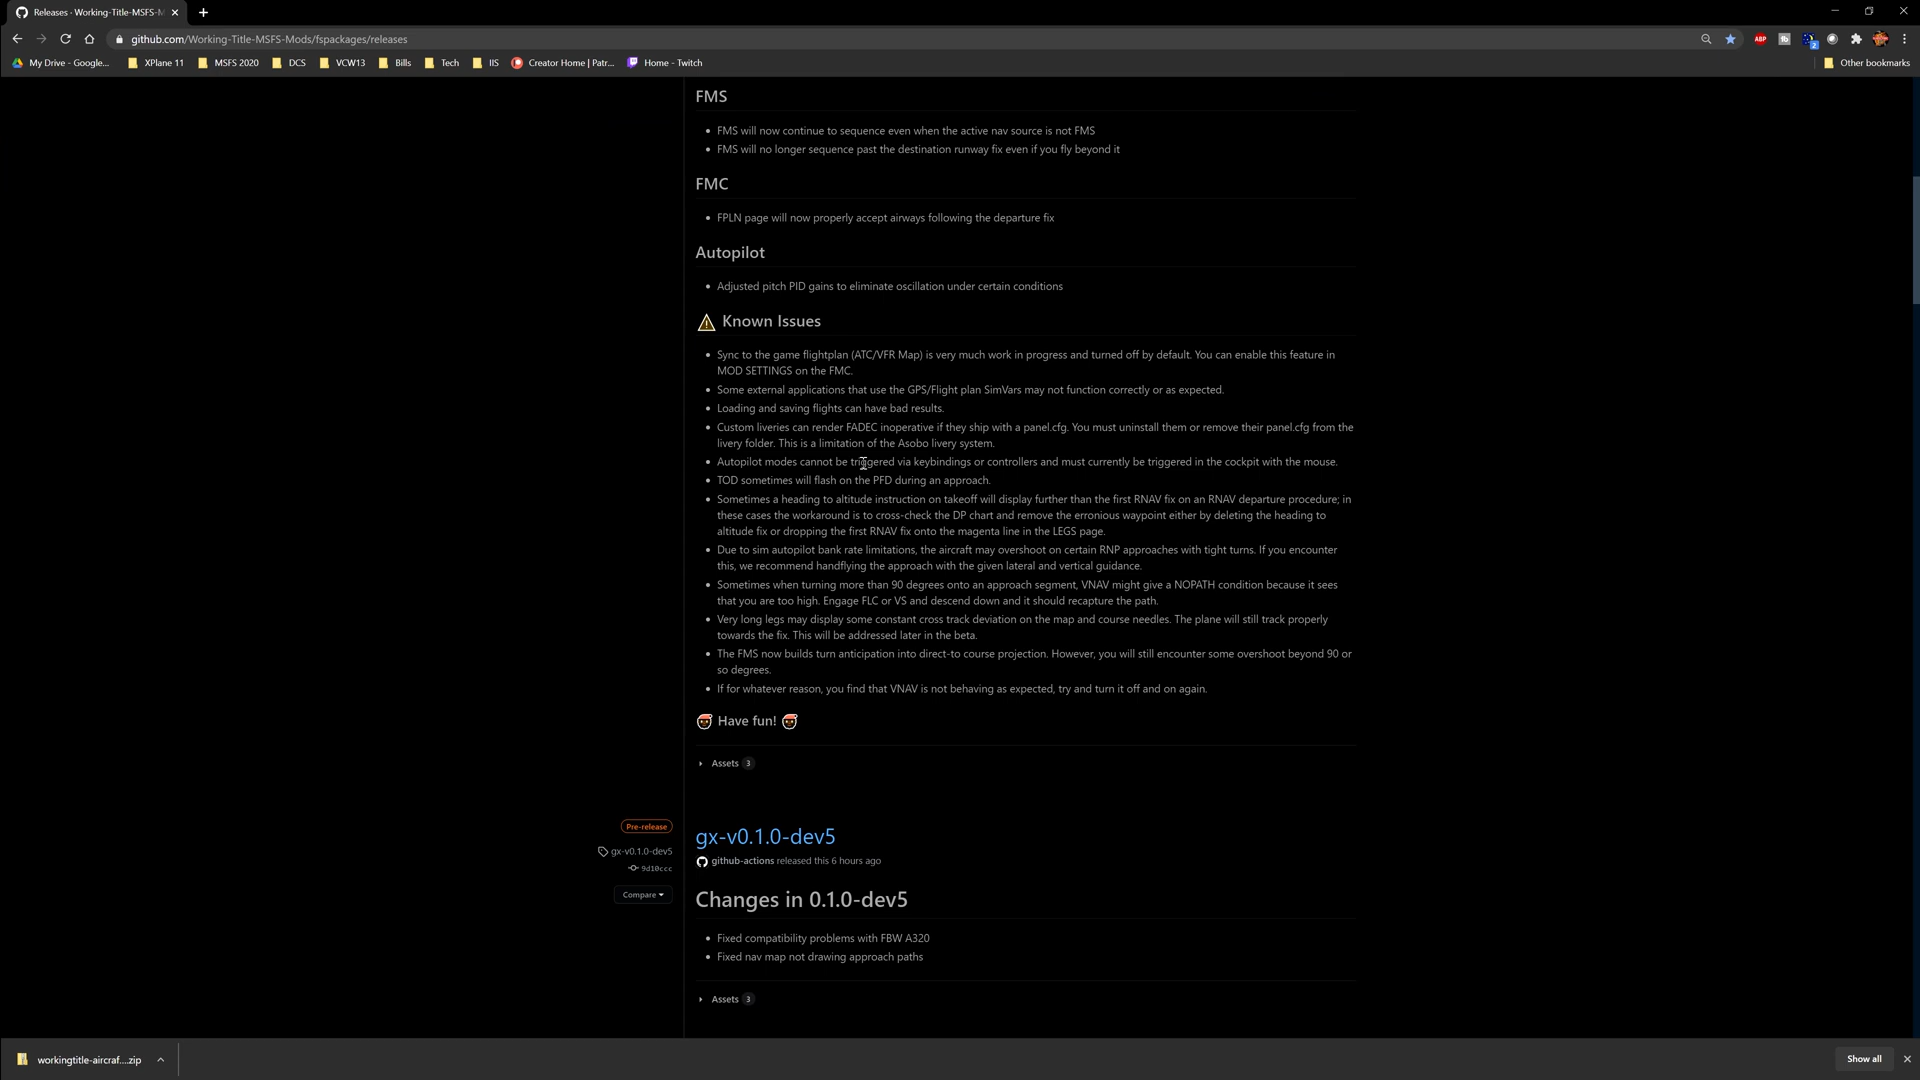 Releases · Working-Title-MSFS-M
github.com/Working-Title-MSFS-Mods/fspackages/releases
ABP
2
My Drive - Google...
XPlane 11
MSFS 2020
DCS
VCW13
Bills
Tech
IIS
Creator Home | Patr...
Home - Twitch
Other bookmarks
FMS
• FMS will now continue to sequence even when the active nav source is not FMS
• FMS will no longer sequence past the destination runway fix even if you fly beyond it
FMC
• FPLN page will now properly accept airways following the departure fix
Autopilot
• Adjusted pitch PID gains to eliminate oscillation under certain conditions
⚠ Known Issues
• Sync to the game flightplan (ATC/VFR Map) is very much work in progress and turned off by default. You can enable this feature in
MOD SETTINGS on the FMC.
• Some external applications that use the GPS/Flight plan SimVars may not function correctly or as expected.
• Loading and saving flights can have bad results.
• Custom liveries can render FADEC inoperative if they ship with a panel.cfg. You must uninstall them or remove their panel.cfg from the
livery folder. This is a limitation of the Asobo livery system.
• Autopilot modes cannot be triggered via keybindings or controllers and must currently be triggered in the cockpit with the mouse.
• TOD sometimes will flash on the PFD during an approach.
• Sometimes a heading to altitude instruction on takeoff will display further than the first RNAV fix on an RNAV departure procedure; in
these cases the workaround is to cross-check the DP chart and remove the erronious waypoint either by deleting the heading to
altitude fix or dropping the first RNAV fix onto the magenta line in the LEGS page.
• Due to sim autopilot bank rate limitations, the aircraft may overshoot on certain RNP approaches with tight turns. If you encounter
this, we recommend handflying the approach with the given lateral and vertical guidance.
• Sometimes when turning more than 90 degrees onto an approach segment, VNAV might give a NOPATH condition because it sees
that you are too high. Engage FLC or VS and descend down and it should recapture the path.
• Very long legs may display some constant cross track deviation on the map and course needles. The plane will still track properly
towards the fix. This will be addressed later in the beta.
• The FMS now builds turn anticipation into direct-to course projection. However, you will still encounter some overshoot beyond 90 or
so degrees.
• If for whatever reason, you find that VNAV is not behaving as expected, try and turn it off and on again.
Have fun!
Assets 3
Pre-release
gx-v0.1.0-dev5
9d10ccc
Compare
gx-v0.1.0-dev5
github-actions released this 6 hours ago
Changes in 0.1.0-dev5
• Fixed compatibility problems with FBW A320
• Fixed nav map not drawing approach paths
Assets 3
workingtitle-aircraf....zip
Show all